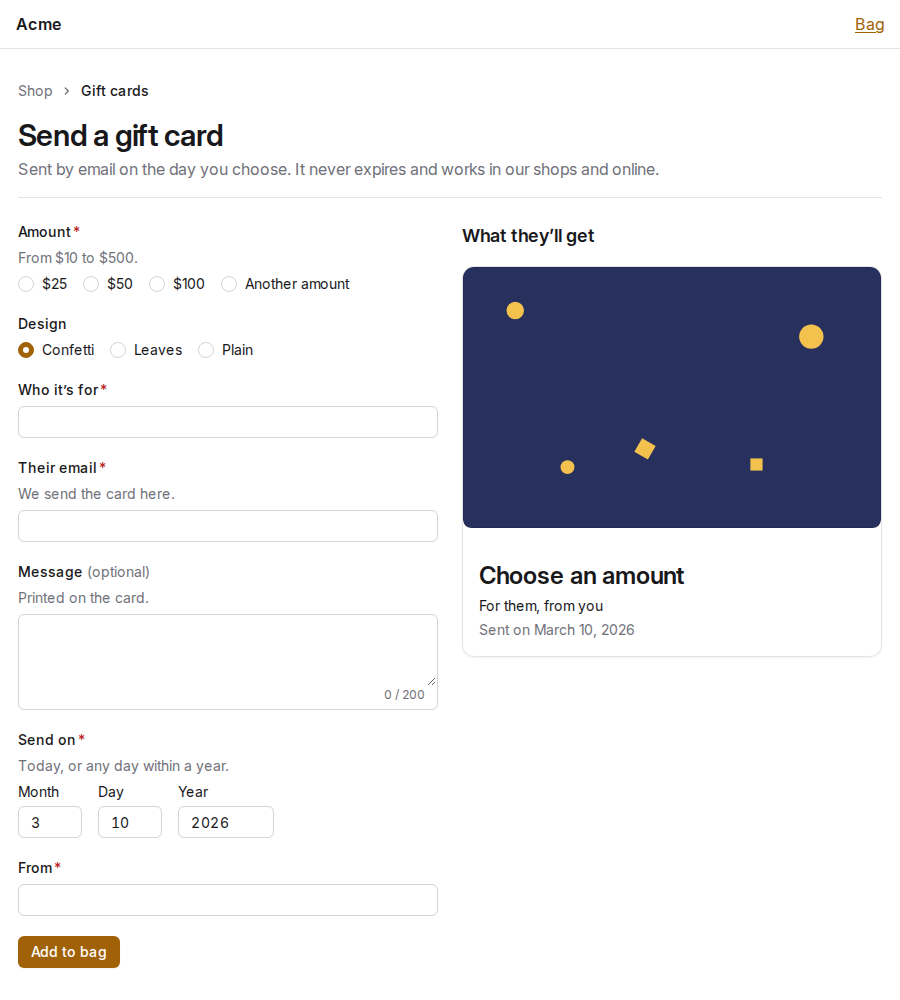 Acme
Bag
Shop > Gift cards
Send a gift card
Sent by email on the day you choose. It never expires and works in our shops and online.
Amount *
From $10 to $500.
$25 $50 $100 Another amount
Design
Confetti Leaves Plain
Who it’s for *
Their email *
We send the card here.
Message (optional)
Printed on the card.
0 / 200
Send on *
Today, or any day within a year.
Month Day Year
3 10 2026
From *
Add to bag
What they’ll get
Choose an amount
For them, from you
Sent on March 10, 2026